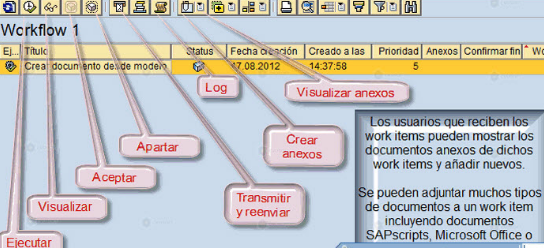 Workflow 1
Ej... Título Status Fecha creación Creado a las Prioridad Anexos Confirmar fin Wo
Crear documento desde modelo 17.08.2012 14:37:58 5
Log
Visualizar anexos
Crear
anexos
Apartar
Aceptar
Transmitir
y reenviar
Visualizar
Ejecutar
Los usuarios que reciben los
work items pueden mostrar los
documentos anexos de dichos
work items y añadir nuevos.
Se pueden adjuntar muchos tipos
de documentos a un work item
incluyendo documentos
SAPscripts, Microsoft Office o